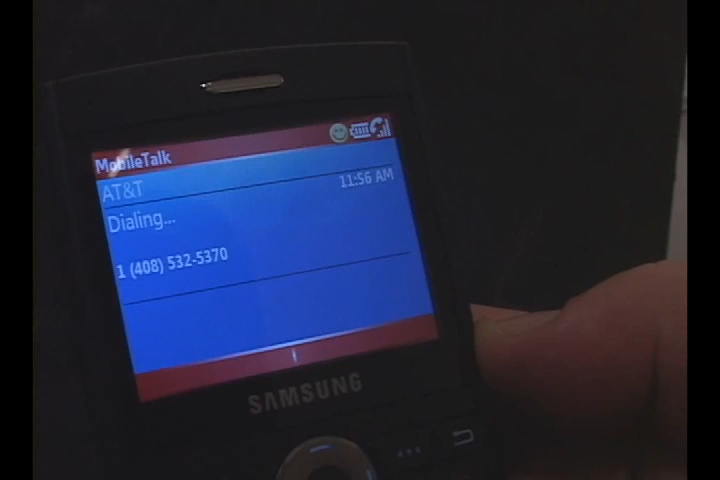 MobileTalk
AT&T
11:56 AM
Dialing...
1 (408) 532-5370
SAMSUNG